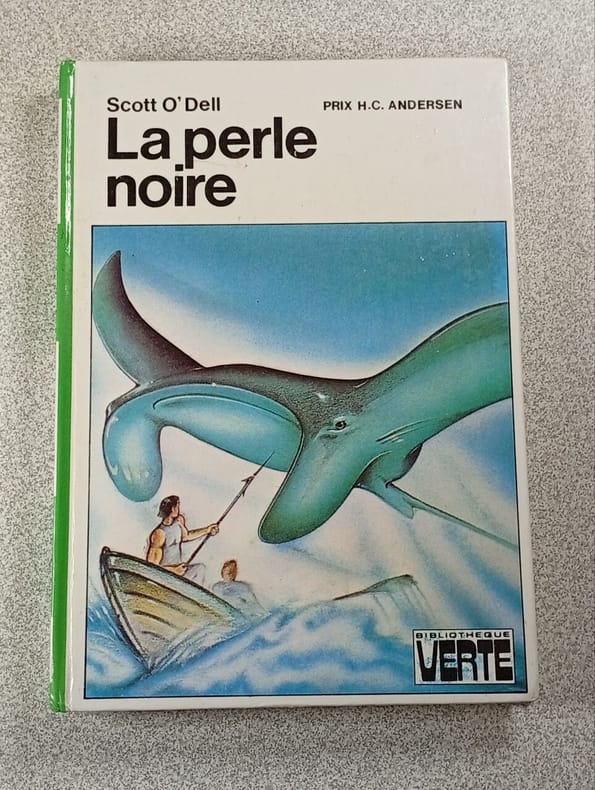 Scott O'Dell
PRIX H.C. ANDERSEN
La perle
noire
BIBLIOTHEQUE
VERTE